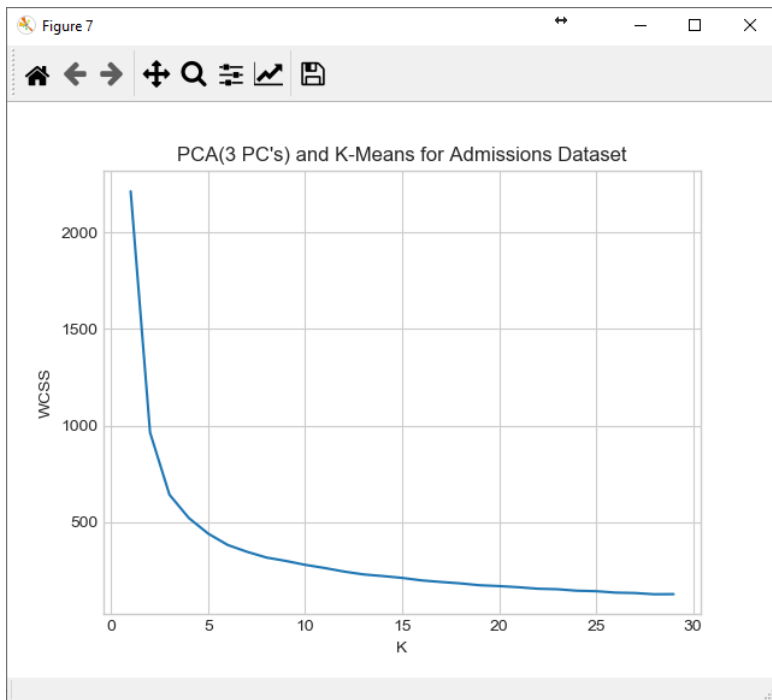 Figure 7
PCA(3 PC's) and K-Means for Admissions Dataset
2000
1500
1000
500
WCSS
0 5 10 15 20 25 30
K